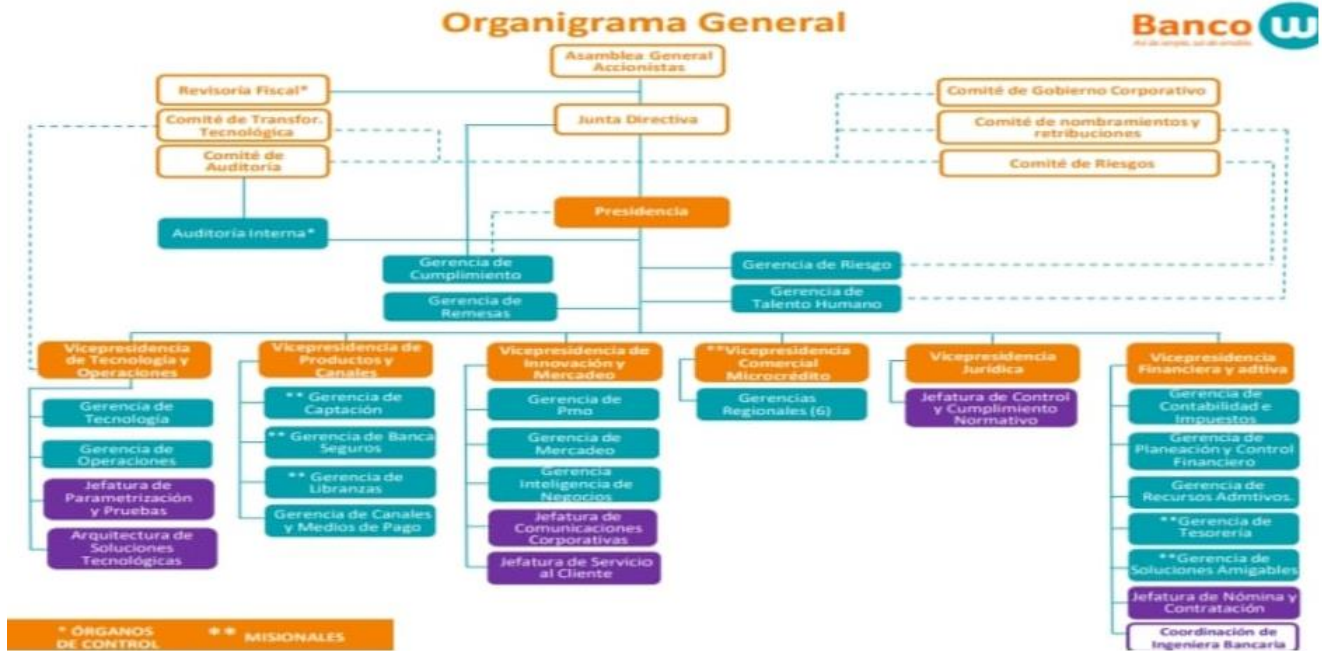 Organigrama General
Banco W
Asamblea General
Accionistas
Revisoría Fiscal*
Comité de Gobierno Corporativo
Comité de Transfor.
Tecnológica
Junta Directiva
Comité de nombramientos y
retribuciones
Comité de
Auditoría
Comité de Riesgos
Presidencia
Auditoría Interna*
Gerencia de
Cumplimiento
Gerencia de Riesgo
Gerencia de
Remesas
Gerencia de
Talento Humano
Vicepresidencia
de Tecnología y
Operaciones
Gerencia de
Tecnología
Gerencia de
Operaciones
Jefatura de
Parametrización
y Pruebas
Arquitectura de
Soluciones
Tecnológicas
Vicepresidencia de
Productos y
Canales
** Gerencia de
Captación
** Gerencia de Banca
Seguros
** Gerencia de
Libranzas
Gerencia de Canales
y Medios de Pago
Vicepresidencia de
Innovación y
Mercadeo
Gerencia de
Pmo
Gerencia de
Mercadeo
Gerencia
Inteligencia de
Negocios
Jefatura de
Comunicaciones
Corporativas
Jefatura de Servicio
al Cliente
**Vicepresidencia
Comercial
Microcrédito
Gerencias
Regionales (6)
Vicepresidencia
Jurídica
Jefatura de Control
y Cumplimiento
Normativo
Vicepresidencia
Financiera y adtiva
Gerencia de
Contabilidad e
Impuestos
Gerencia de
Planeación y Control
Financiero
Gerencia de
Recursos Admtivos.
**Gerencia de
Tesorería
**Gerencia de
Soluciones Amigables
Jefatura de Nómina y
Contratación
Coordinación de
Ingeniera Bancaria
* ÓRGANOS
DE CONTROL
** MISIONALES